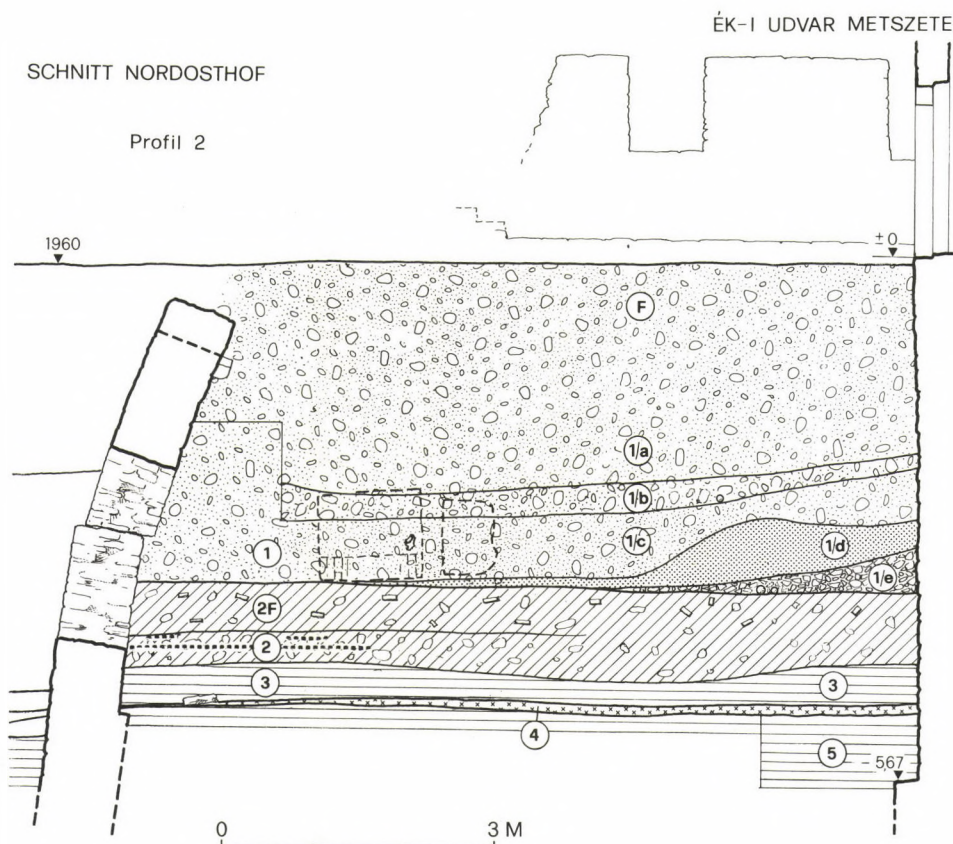 ÉK-I UDVAR METSZETE
SCHNITT NORDOSTHOF
Profil 2
1960
±0
F
1/a
1/b
1/c
1/d
1
1/e
2F
2
3
3
4
5
-567
0 3 M